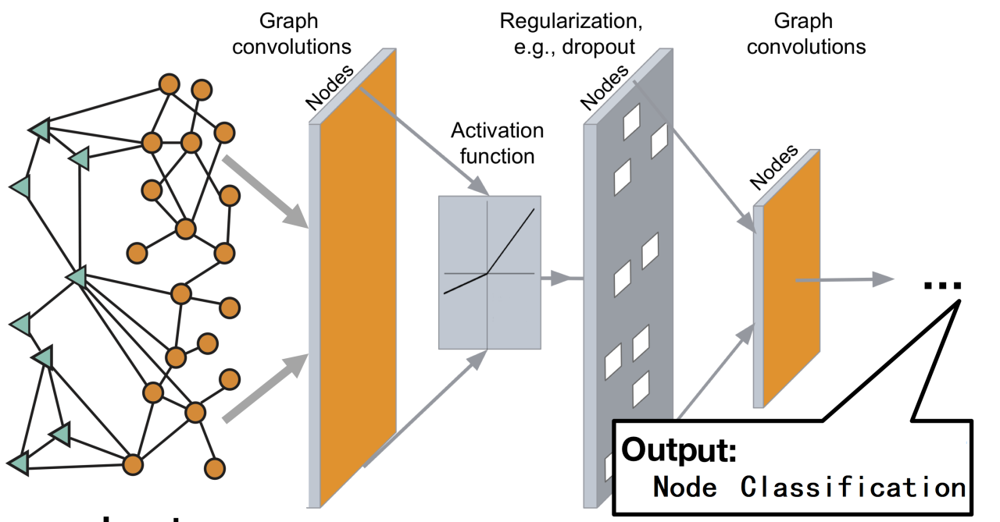 Graph
convolutions
Regularization,
e.g., dropout
Graph
convolutions
Nodes
Nodes
Activation
function
Nodes
...
Output:
Node Classification